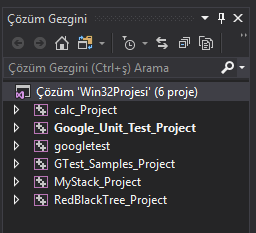 Çözüm Gezgini
Çözüm Gezgini (Ctrl+ş) Arama
Çözüm 'Win32Projesi' (6 proje)
calc_Project
Google_Unit_Test_Project
googletest
GTest_Samples_Project
MyStack_Project
RedBlackTree_Project